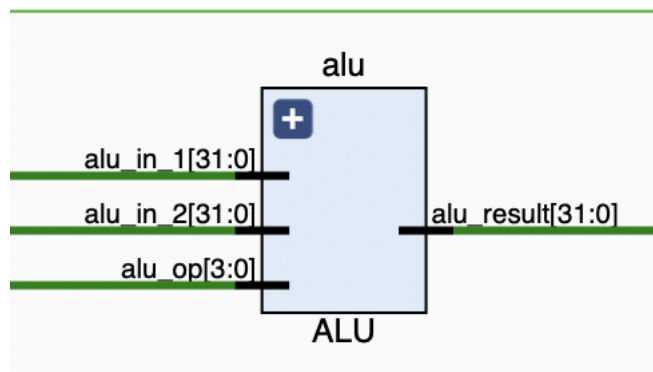 alu
alu_in_1[31:0]
alu_in_2[31:0]
alu_result[31:0]
alu_op[3:0]
ALU